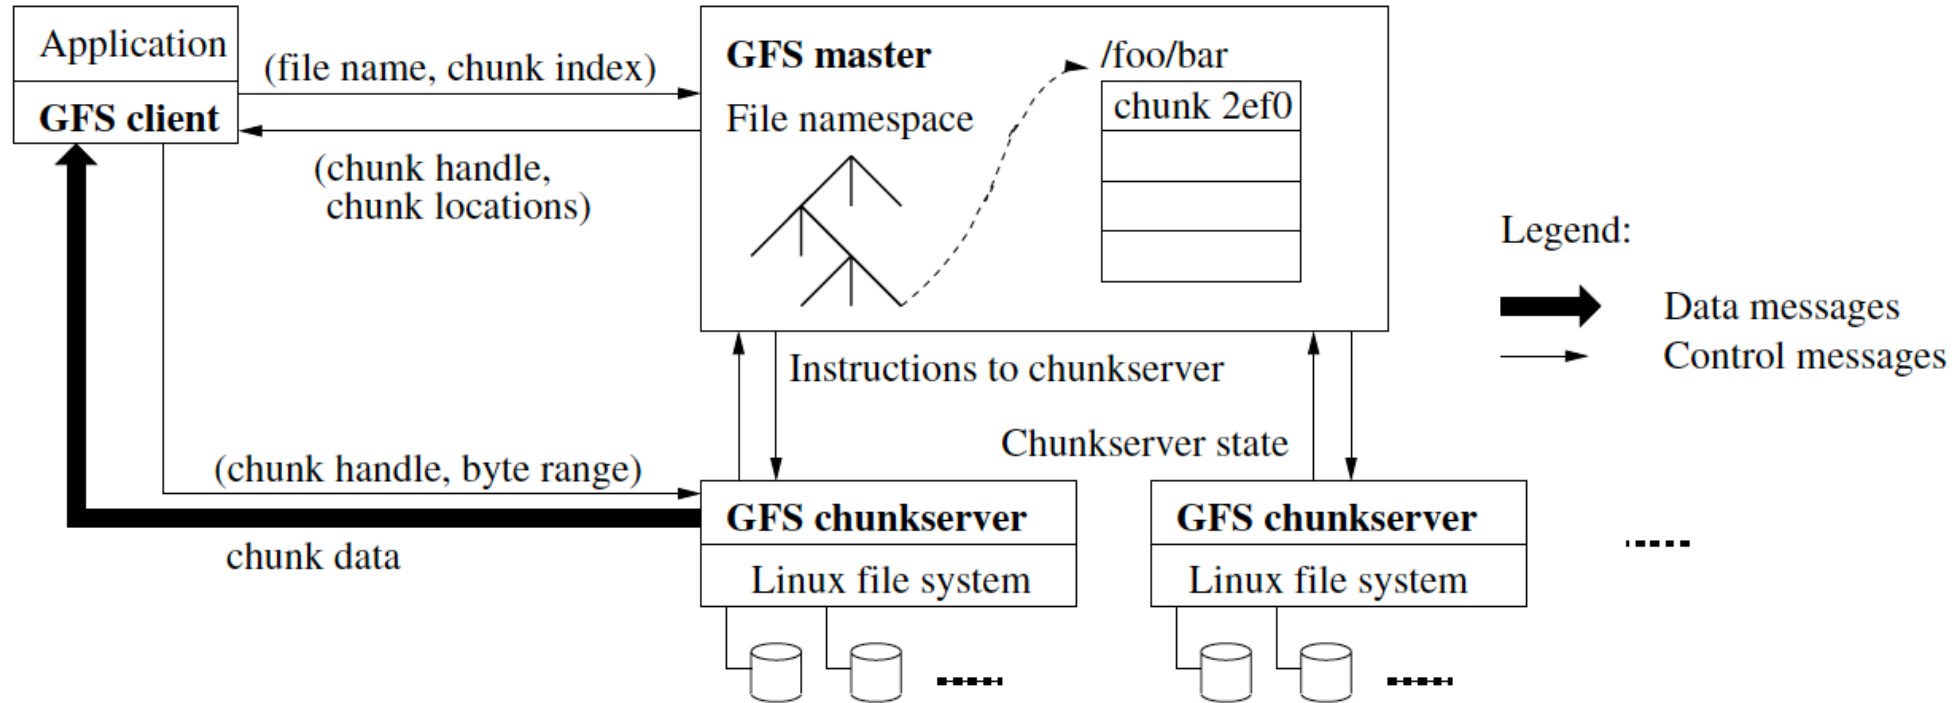 Application
GFS client
(file name, chunk index)
(chunk handle,
chunk locations)
GFS master
File namespace
/foo/bar
chunk 2ef0
Legend:
Data messages
Control messages
Instructions to chunkserver
Chunkserver state
(chunk handle, byte range)
chunk data
GFS chunkserver
Linux file system
GFS chunkserver
Linux file system